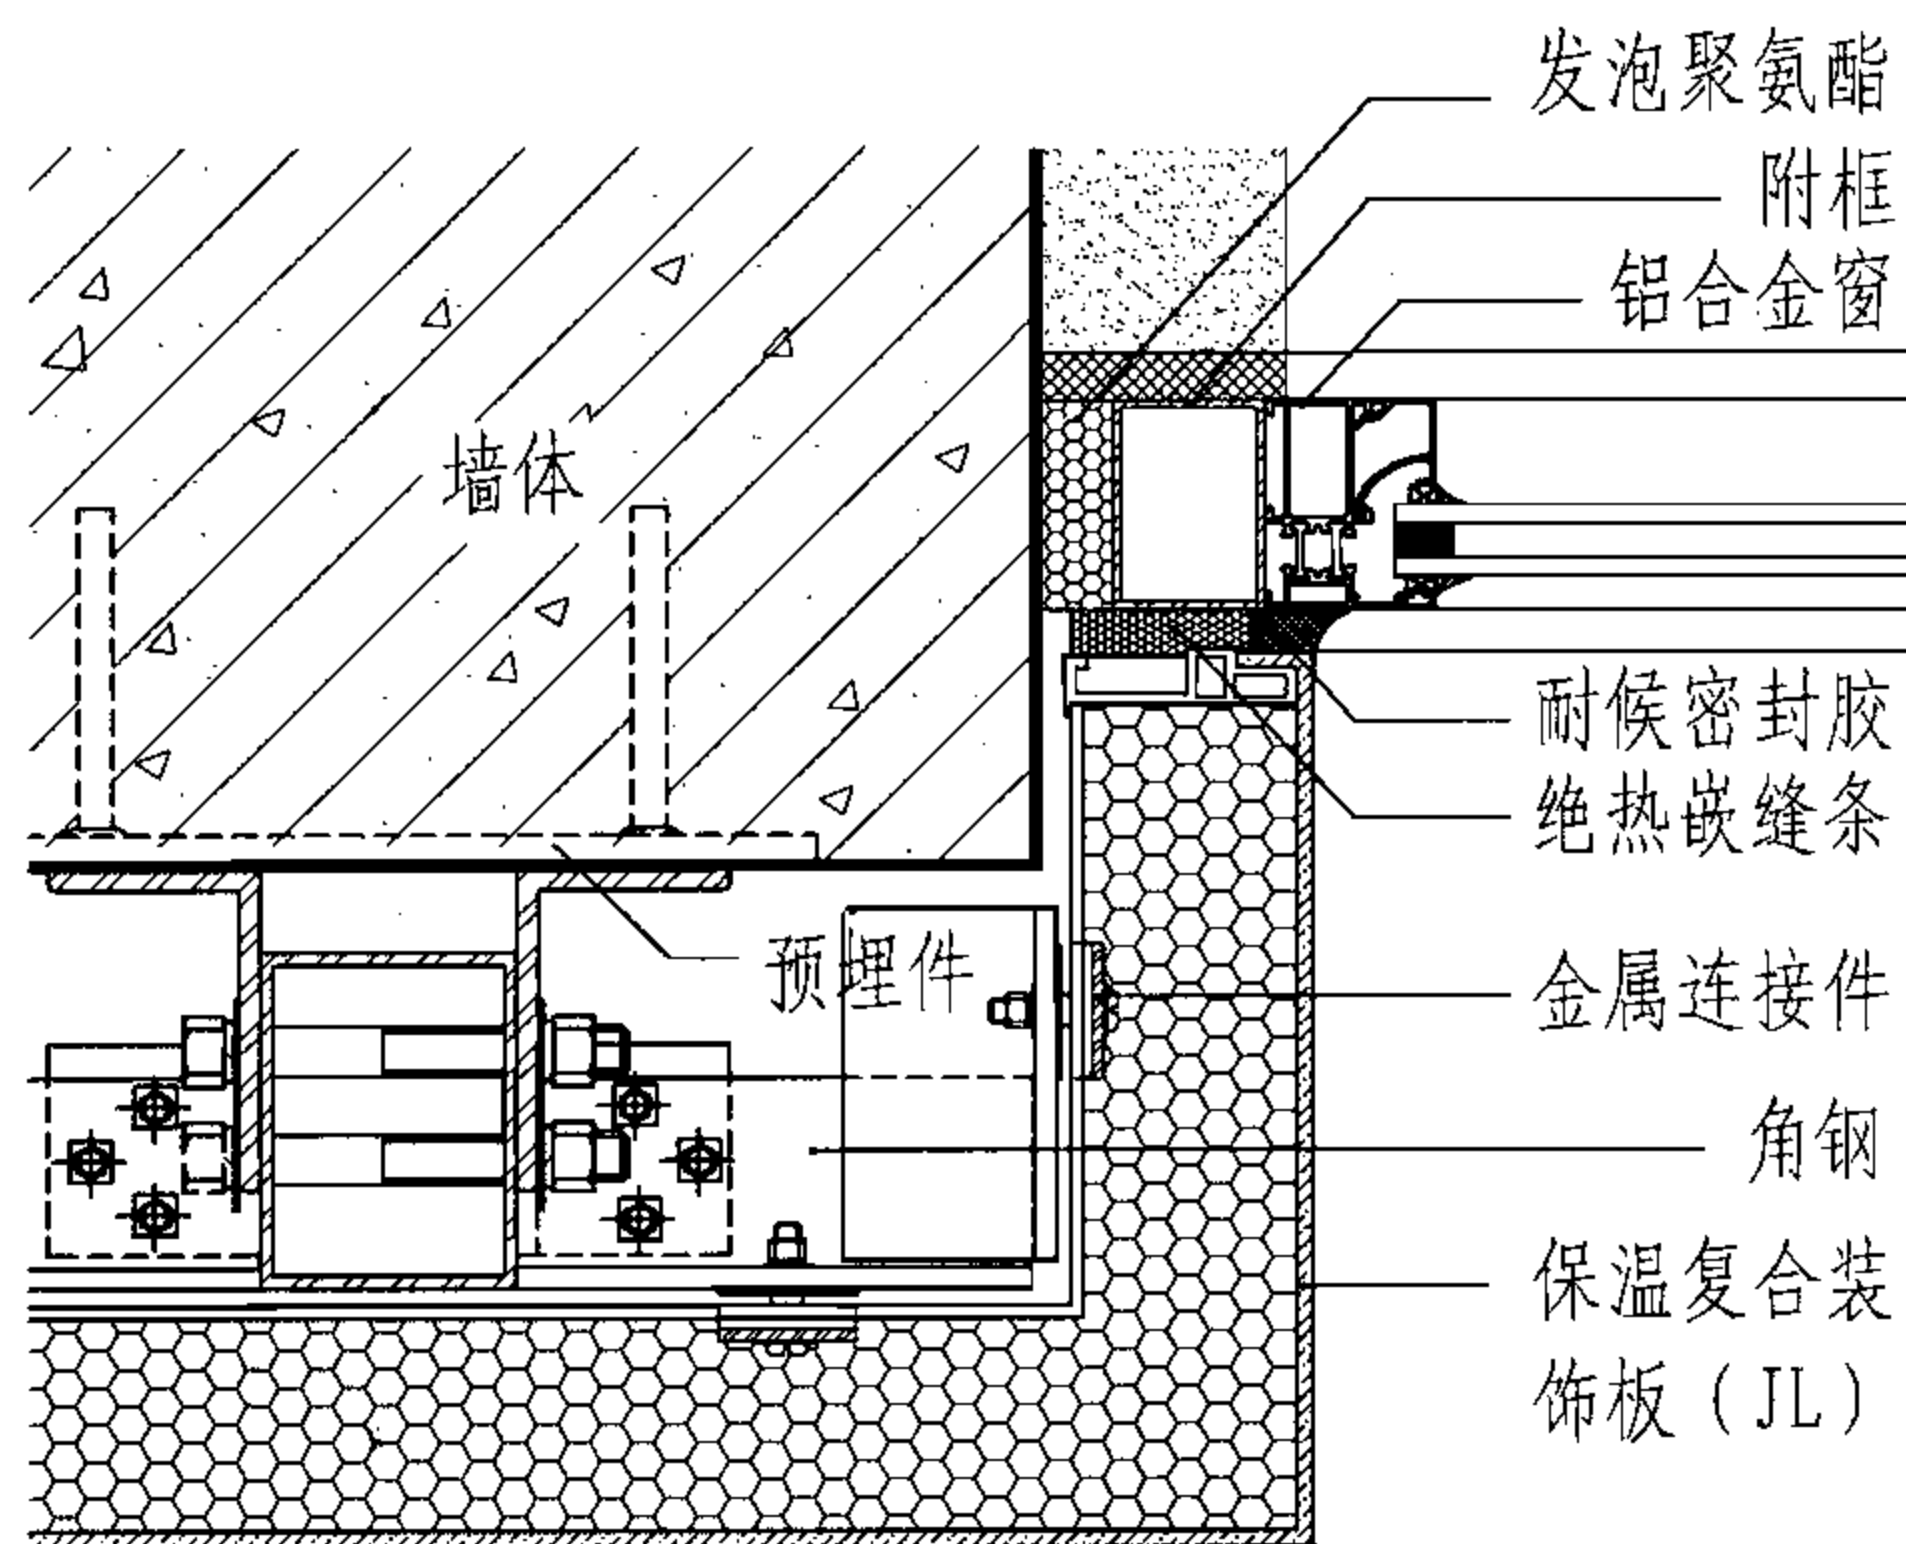 发泡聚氨酯
附框
铝合金窗
墙体
耐候密封胶
绝热嵌缝条
预埋件
金属连接件
角钢
保温复合装
饰板（JL）